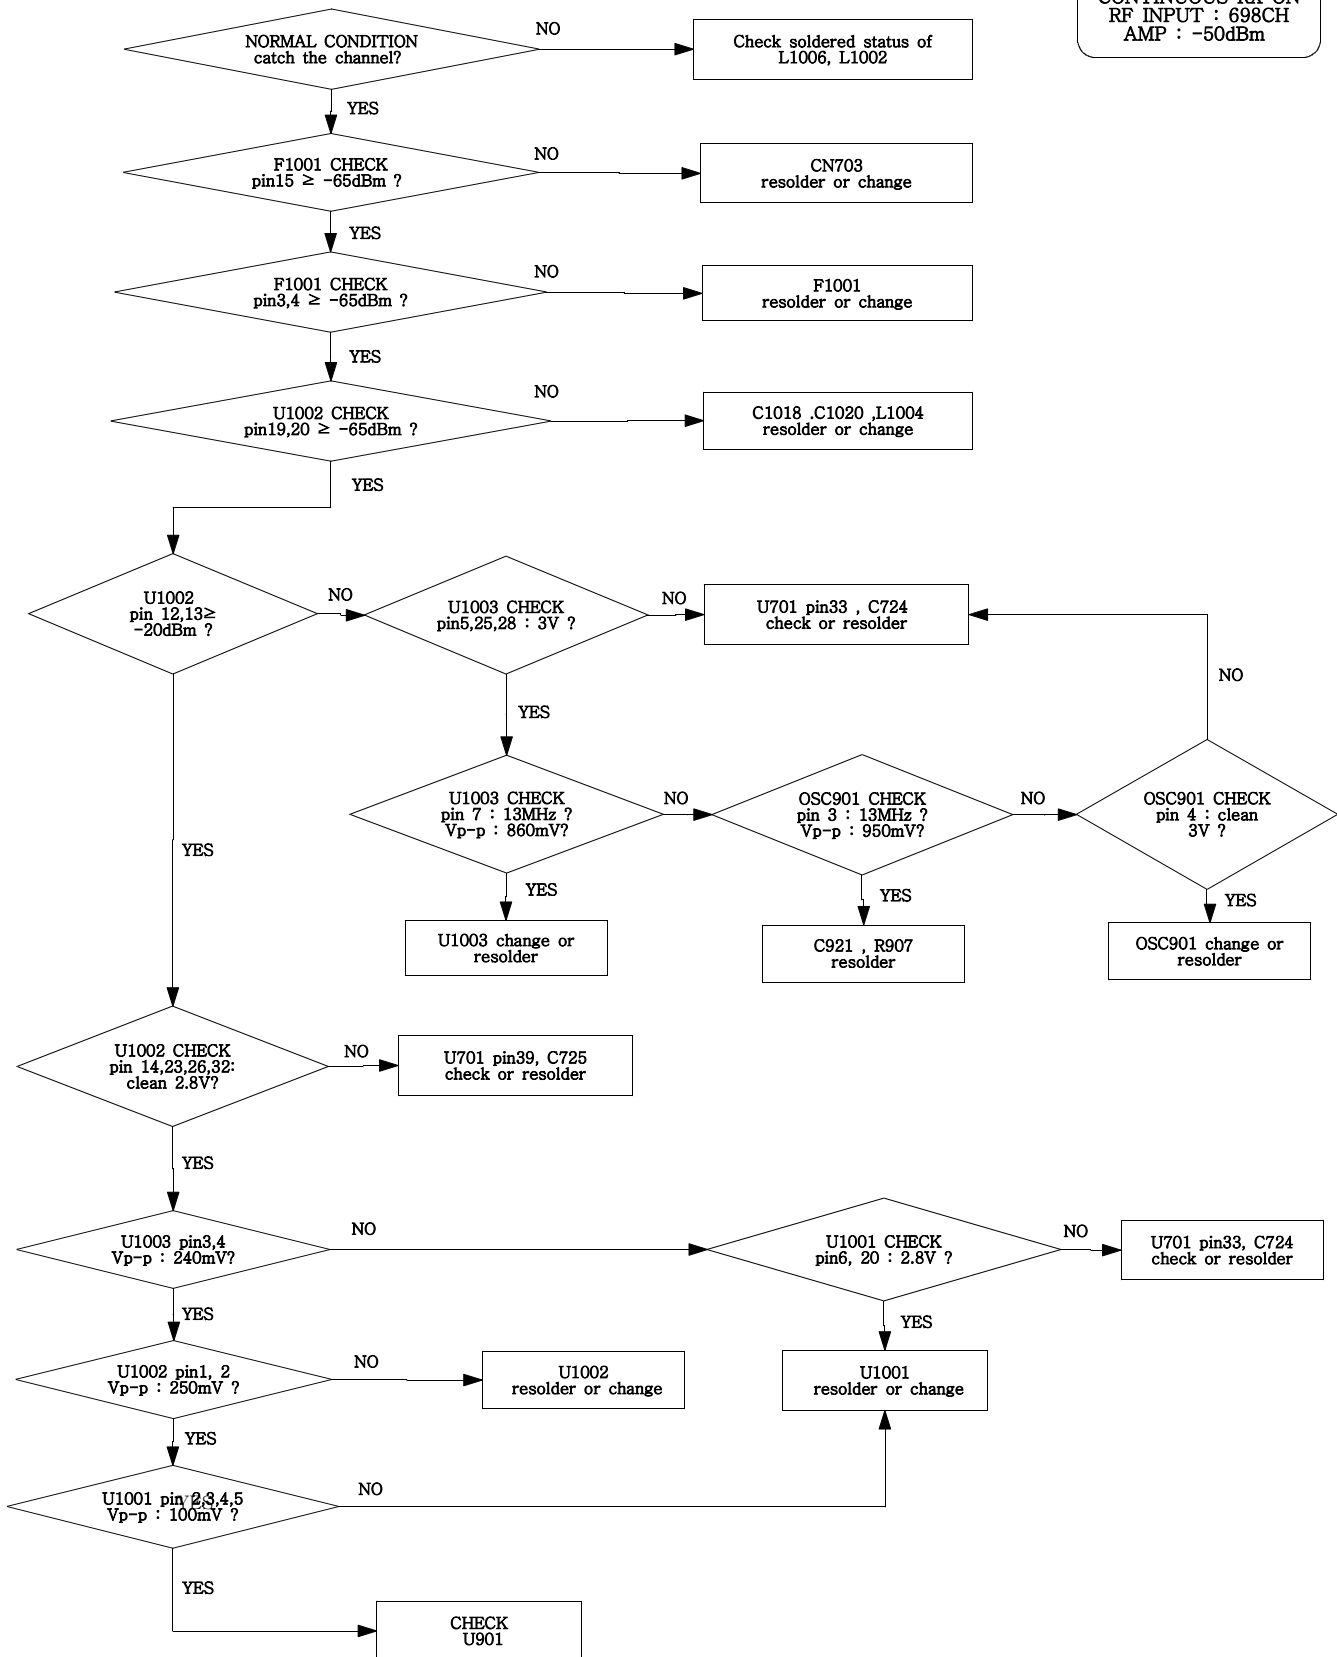 CONTINUOUS RX ON
RF INPUT : 698CH
AMP : -50dBm
NORMAL CONDITION
catch the channel?
NO
Check soldered status of
L1006, L1002
YES
F1001 CHECK
pin15 ≥ -65dBm ?
NO
CN703
resolder or change
YES
F1001 CHECK
pin3,4 ≥ -65dBm ?
NO
F1001
resolder or change
YES
U1002 CHECK
pin19,20 ≥ -65dBm ?
NO
C1018 .C1020 ,L1004
resolder or change
YES
U1002
pin 12,13≥
-20dBm ?
NO
U1003 CHECK
pin5,25,28 : 3V ?
NO
U701 pin33 , C724
check or resolder
NO
YES
U1003 CHECK
pin 7 : 13MHz ?
Vp-p : 860mV?
NO
OSC901 CHECK
pin 3 : 13MHz ?
Vp-p : 950mV?
NO
OSC901 CHECK
pin 4 : clean
3V ?
YES
YES
YES
YES
U1003 change or
resolder
C921 , R907
resolder
OSC901 change or
resolder
U1002 CHECK
pin 14,23,26,32:
clean 2.8V?
NO
U701 pin39, C725
check or resolder
YES
U1003 pin3,4
Vp-p : 240mV?
NO
U1001 CHECK
pin6, 20 : 2.8V ?
NO
U701 pin33, C724
check or resolder
YES
YES
U1002 pin1, 2
Vp-p : 250mV ?
NO
U1002
resolder or change
U1001
resolder or change
YES
U1001 pin 2,3,4,5
Vp-p : 100mV ?
YES
NO
YES
CHECK
U901